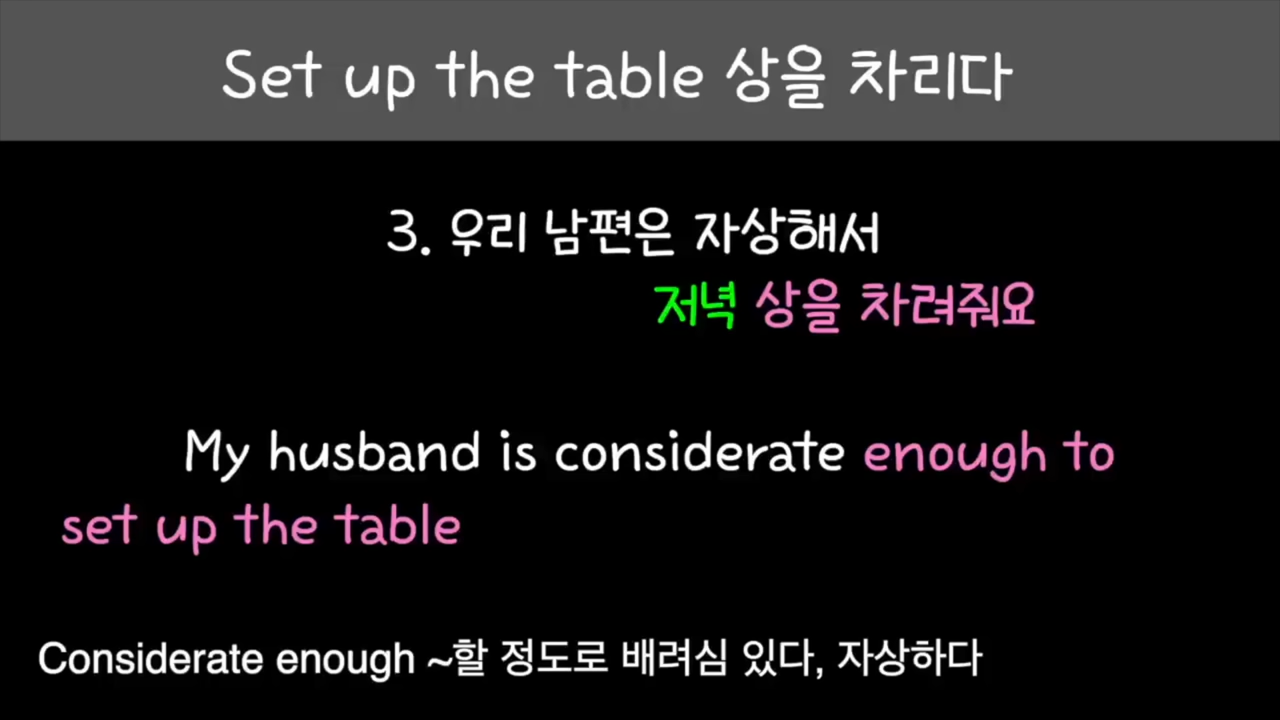 Set up the table 상을 차리다
3. 우리 남편은 자상해서
저녁 상을 차려줘요
My husband is considerate enough to
set up the table
Considerate enough ~할 정도로 배려심 있다, 자상하다